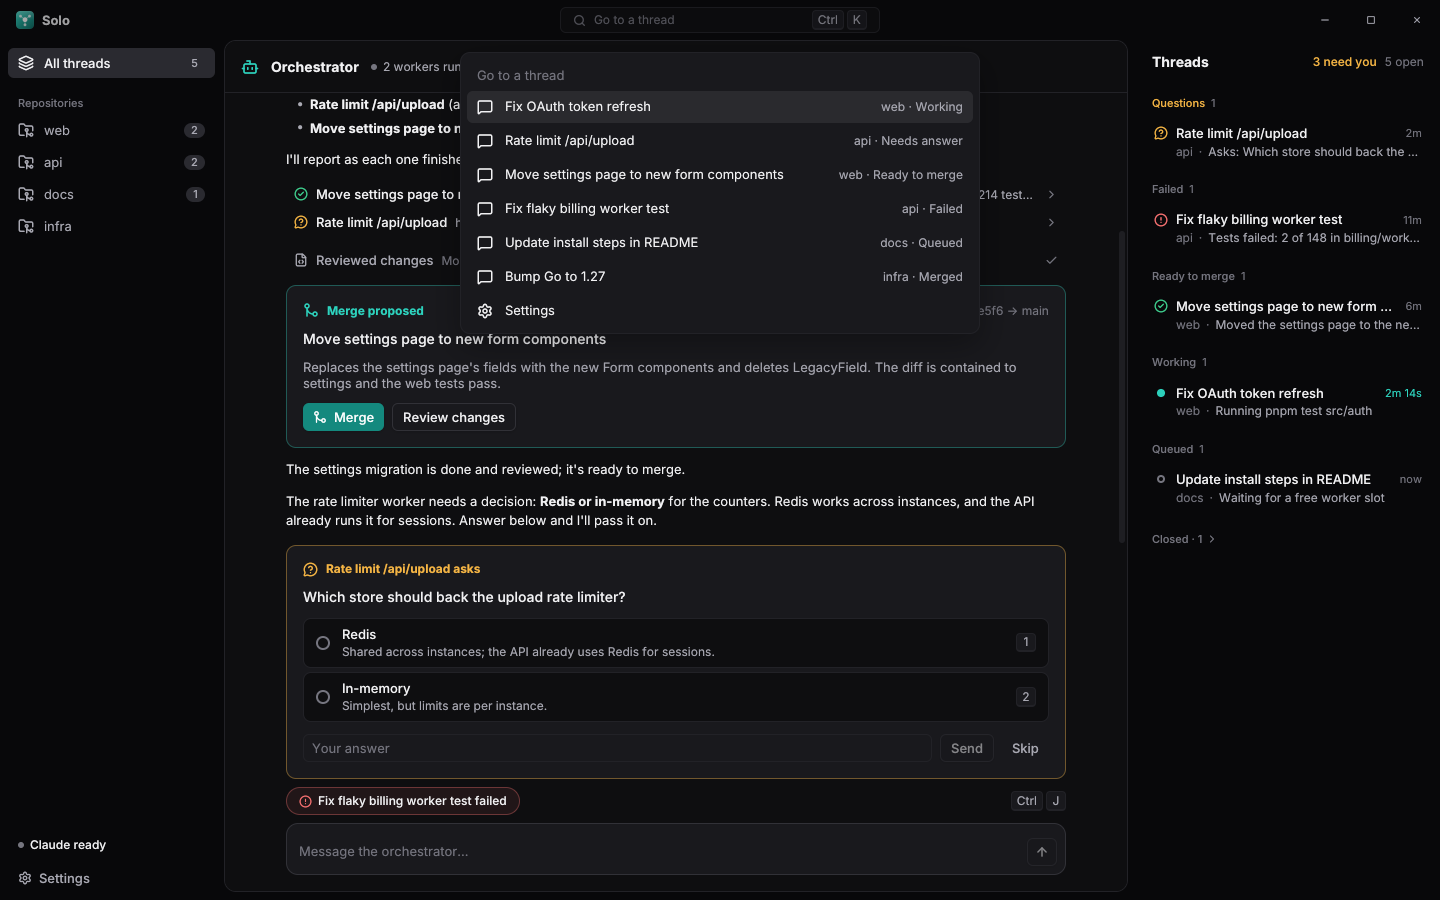 Solo
Go to a thread
Ctrl K
All threads 5
Repositories
web 2
api 2
docs 1
infra
Claude ready
Settings
Orchestrator
2 workers run
Rate limit /api/upload (a
Move settings page to n
I'll report as each one finishe
Move settings page to
214 test...
Rate limit /api/upload
Reviewed changes Mo
Go to a thread
Fix OAuth token refresh web · Working
Rate limit /api/upload api · Needs answer
Move settings page to new form components web · Ready to merge
Fix flaky billing worker test api · Failed
Update install steps in README docs · Queued
Bump Go to 1.27 infra · Merged
Settings
Merge proposed
e5f6 → main
Move settings page to new form components
Replaces the settings page's fields with the new Form components and deletes LegacyField. The diff is contained to
settings and the web tests pass.
Merge
Review changes
The settings migration is done and reviewed; it's ready to merge.
The rate limiter worker needs a decision: Redis or in-memory for the counters. Redis works across instances, and the API
already runs it for sessions. Answer below and I'll pass it on.
Rate limit /api/upload asks
Which store should back the upload rate limiter?
Redis
Shared across instances; the API already uses Redis for sessions.
1
In-memory
Simplest, but limits are per instance.
2
Your answer
Send
Skip
Fix flaky billing worker test failed
Ctrl J
Message the orchestrator...
Threads
3 need you 5 open
Questions 1
Rate limit /api/upload 2m
api · Asks: Which store should back the ...
Failed 1
Fix flaky billing worker test 11m
api · Tests failed: 2 of 148 in billing/work...
Ready to merge 1
Move settings page to new form ... 6m
web · Moved the settings page to the ne...
Working 1
Fix OAuth token refresh 2m 14s
web · Running pnpm test src/auth
Queued 1
Update install steps in README now
docs · Waiting for a free worker slot
Closed · 1